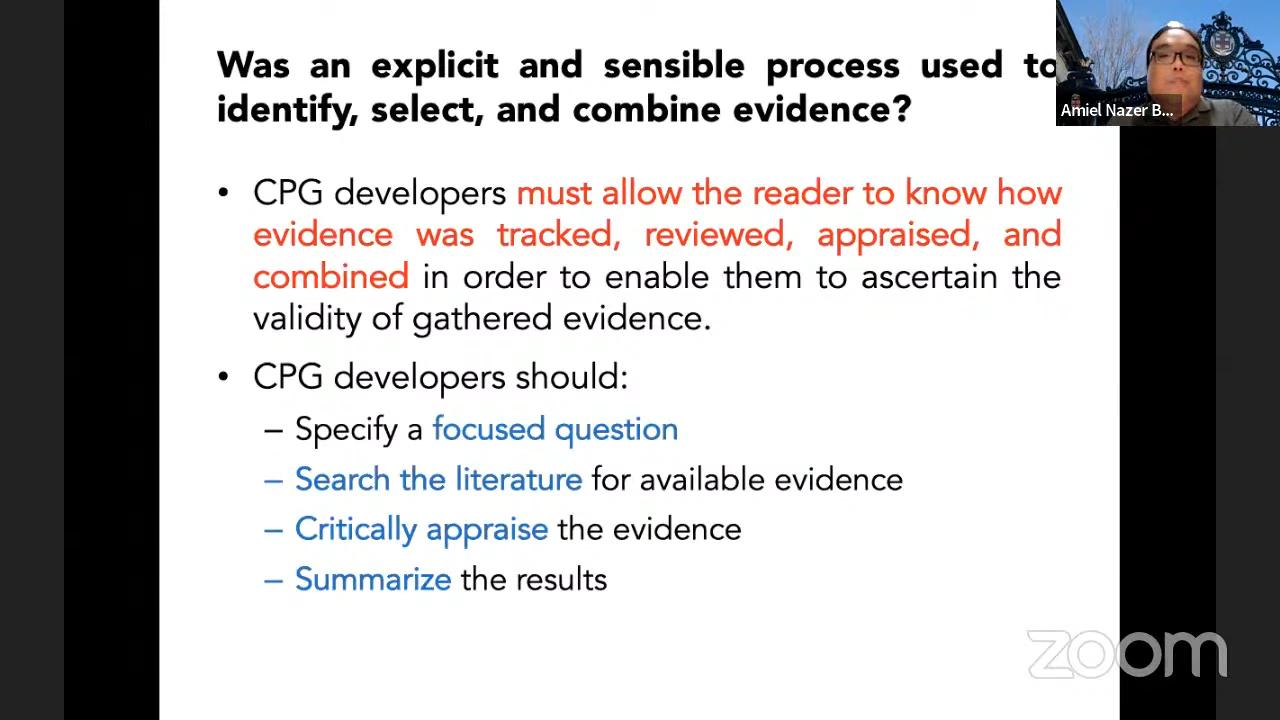 Was an explicit and sensible process used to
identify, select, and combine evidence?
Amiel Nazer B...
• CPG developers must allow the reader to know how
evidence was tracked, reviewed, appraised, and
combined in order to enable them to ascertain the
validity of gathered evidence.
• CPG developers should:
– Specify a focused question
– Search the literature for available evidence
– Critically appraise the evidence
– Summarize the results
zoom